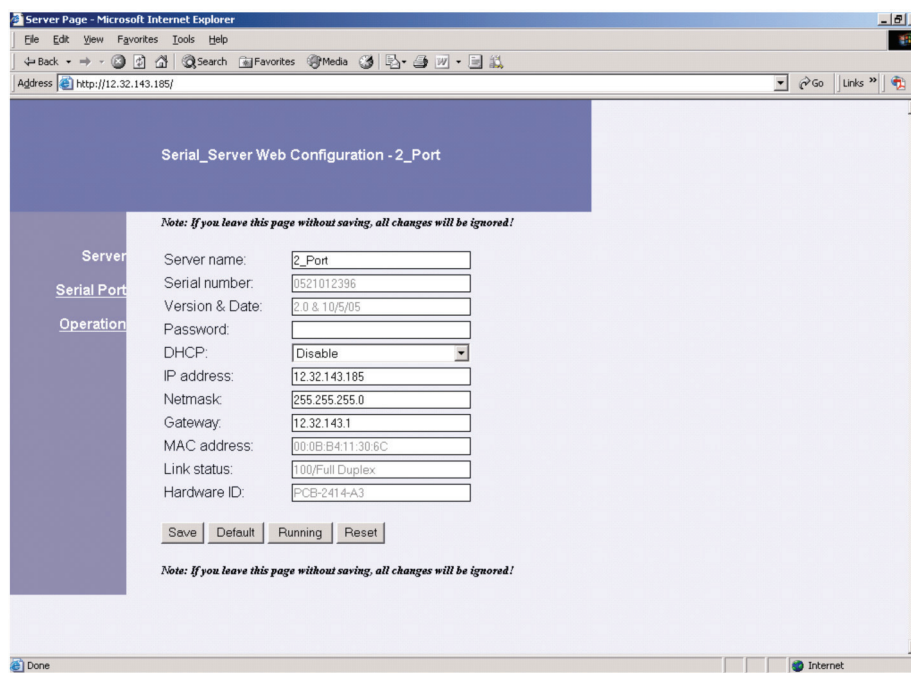 Server Page - Microsoft Internet Explorer
File Edit View Favorites Tools Help
Back Search Favorites Media
Address http://12.32.143.185/ Go Links »
Serial_Server Web Configuration - 2_Port
Note: If you leave this page without saving, all changes will be ignored!
Server
Serial Port
Operation
Server name: 2_Port
Serial number: 0521012396
Version & Date: 2.0 & 10/5/05
Password:
DHCP: Disable
IP address: 12.32.143.185
Netmask: 255.255.255.0
Gateway: 12.32.143.1
MAC address: 00:0B:B4:11:30:6C
Link status: 100/Full Duplex
Hardware ID: PCB-2414-A3
Save Default Running Reset
Note: If you leave this page without saving, all changes will be ignored!
Done Internet